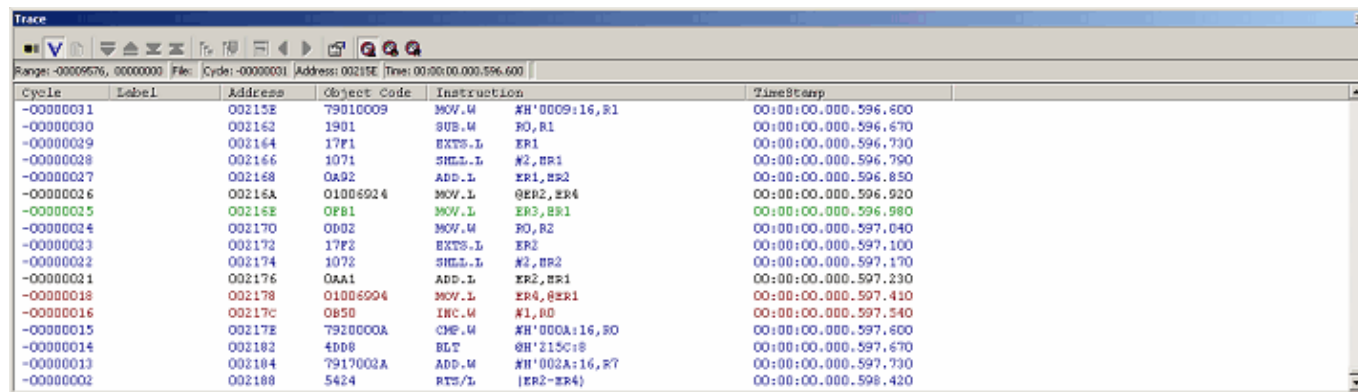 Trace
Range: -00009576, 00000000 File: Cycle: -00000031 Address: 00215E Time: 00:00:00.000.596.600
Cycle Label Address Object Code Instruction TimeStamp
-00000031 00215E 79010009 MOV.W #H'0009:16,R1 00:00:00.000.596.600
-00000030 002162 1901 SUB.W R0,R1 00:00:00.000.596.670
-00000029 002164 17F1 EXTS.L ER1 00:00:00.000.596.730
-00000028 002166 1071 SHLL.L #2,ER1 00:00:00.000.596.790
-00000027 002168 0A92 ADD.L ER1,ER2 00:00:00.000.596.850
-00000026 00216A 01006924 MOV.L @ER2,ER4 00:00:00.000.596.920
-00000025 00216E 0FB1 MOV.L ER3,ER1 00:00:00.000.596.980
-00000024 002170 0D02 MOV.W R0,R2 00:00:00.000.597.040
-00000023 002172 17F2 EXTS.L ER2 00:00:00.000.597.100
-00000022 002174 1072 SHLL.L #2,ER2 00:00:00.000.597.170
-00000021 002176 0AA1 ADD.L ER2,ER1 00:00:00.000.597.230
-00000018 002178 01006994 MOV.L ER4,@ER1 00:00:00.000.597.410
-00000016 00217C 0B50 INC.W #1,R0 00:00:00.000.597.540
-00000015 00217E 7920000A CMP.W #H'000A:16,R0 00:00:00.000.597.600
-00000014 002182 4DD8 BLT @H'215C:8 00:00:00.000.597.670
-00000013 002184 7917002A ADD.W #H'002A:16,R7 00:00:00.000.597.730
-00000002 002188 5424 RTS/L (ER2-ER4) 00:00:00.000.598.420